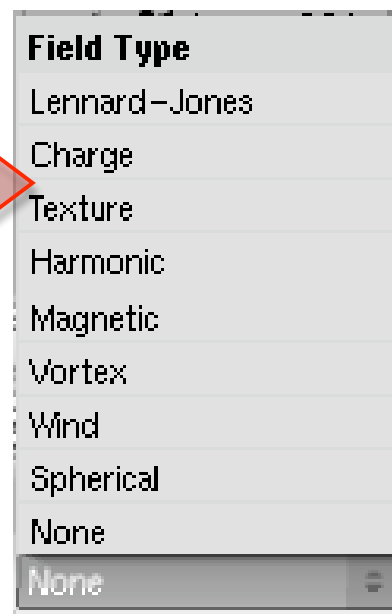 Field Type
Lennard-Jones
Charge
Texture
Harmonic
Magnetic
Vortex
Wind
Spherical
None
None